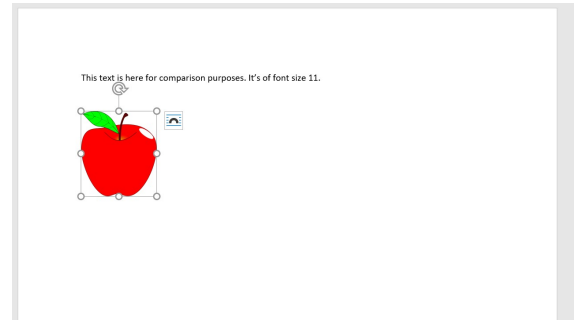 This text is here for comparison purposes. It’s of font size 11.